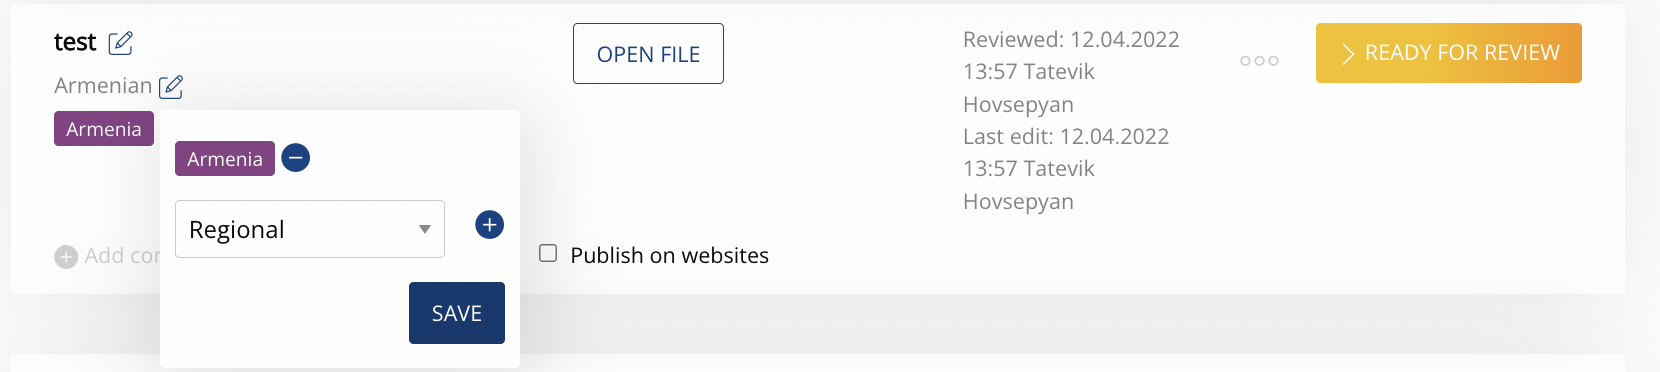 test
Armenian
Armenia
Armenia
Regional
SAVE
Add
OPEN FILE
Publish on websites
Reviewed: 12.04.2022
13:57 Tatevik
Hovsepyan
Last edit: 12.04.2022
13:57 Tatevik
Hovsepyan
READY FOR REVIEW